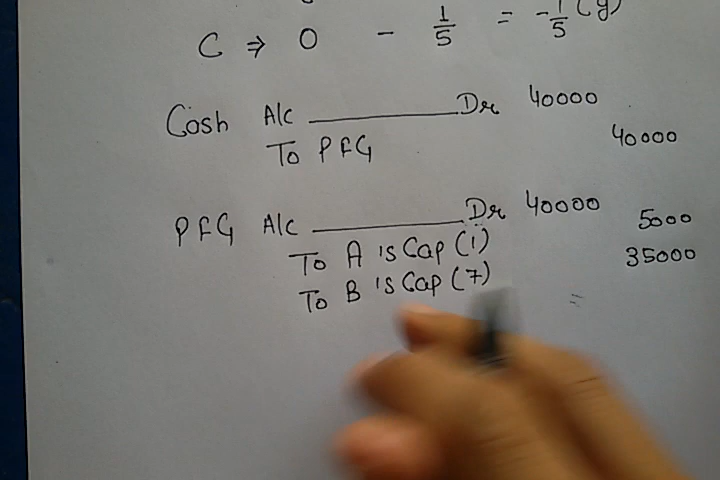 C ⇒ 0 - 1/5 = -1/5 (g)
Cash A/c ________ Dr 40000
To PFG 40000
PFG A/c ________ Dr 40000
To A's Cap (1) 5000
To B's Cap (7) 35000
=